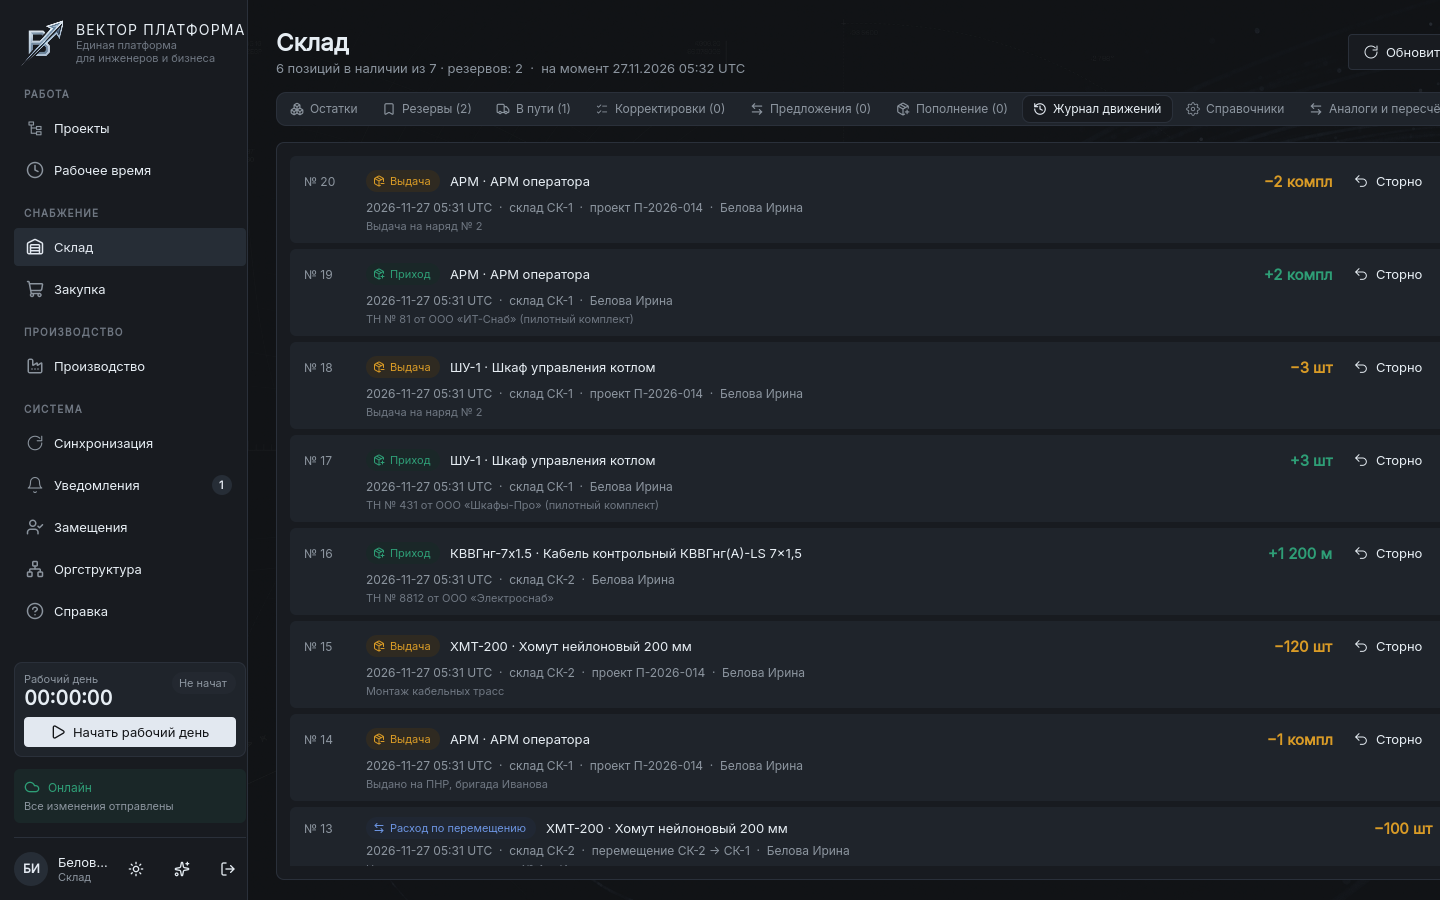 ВЕКТОР ПЛАТФОРМА
Единая платформа
для инженеров и бизнеса
РАБОТА
Проекты
Рабочее время
СНАБЖЕНИЕ
Склад
Закупка
ПРОИЗВОДСТВО
Производство
СИСТЕМА
Синхронизация
Уведомления 1
Замещения
Оргструктура
Справка
Рабочий день
Не начат
00:00:00
Начать рабочий день
Онлайн
Все изменения отправлены
БИ Белов...
Склад
Склад
6 позиций в наличии из 7 · резервов: 2 · на момент 27.11.2026 05:32 UTC
Обновит
Остатки Резервы (2) В пути (1) Корректировки (0) Предложения (0) Пополнение (0) Журнал движений Справочники Аналоги и пересчё
№ 20 Выдача АРМ · АРМ оператора −2 компл Сторно
2026-11-27 05:31 UTC · склад СК-1 · проект П-2026-014 · Белова Ирина
Выдача на наряд № 2
№ 19 Приход АРМ · АРМ оператора +2 компл Сторно
2026-11-27 05:31 UTC · склад СК-1 · Белова Ирина
ТН № 81 от ООО «ИТ-Снаб» (пилотный комплект)
№ 18 Выдача ШУ-1 · Шкаф управления котлом −3 шт Сторно
2026-11-27 05:31 UTC · склад СК-1 · проект П-2026-014 · Белова Ирина
Выдача на наряд № 2
№ 17 Приход ШУ-1 · Шкаф управления котлом +3 шт Сторно
2026-11-27 05:31 UTC · склад СК-1 · Белова Ирина
ТН № 431 от ООО «Шкафы-Про» (пилотный комплект)
№ 16 Приход КВВГнг-7х1.5 · Кабель контрольный КВВГнг(А)-LS 7×1,5 +1 200 м Сторно
2026-11-27 05:31 UTC · склад СК-2 · Белова Ирина
ТН № 8812 от ООО «Электроснаб»
№ 15 Выдача ХМТ-200 · Хомут нейлоновый 200 мм −120 шт Сторно
2026-11-27 05:31 UTC · склад СК-2 · проект П-2026-014 · Белова Ирина
Монтаж кабельных трасс
№ 14 Выдача АРМ · АРМ оператора −1 компл Сторно
2026-11-27 05:31 UTC · склад СК-1 · проект П-2026-014 · Белова Ирина
Выдано на ПНР, бригада Иванова
№ 13 Расход по перемещению ХМТ-200 · Хомут нейлоновый 200 мм −100 шт
2026-11-27 05:31 UTC · склад СК-2 · перемещение СК-2 → СК-1 · Белова Ирина